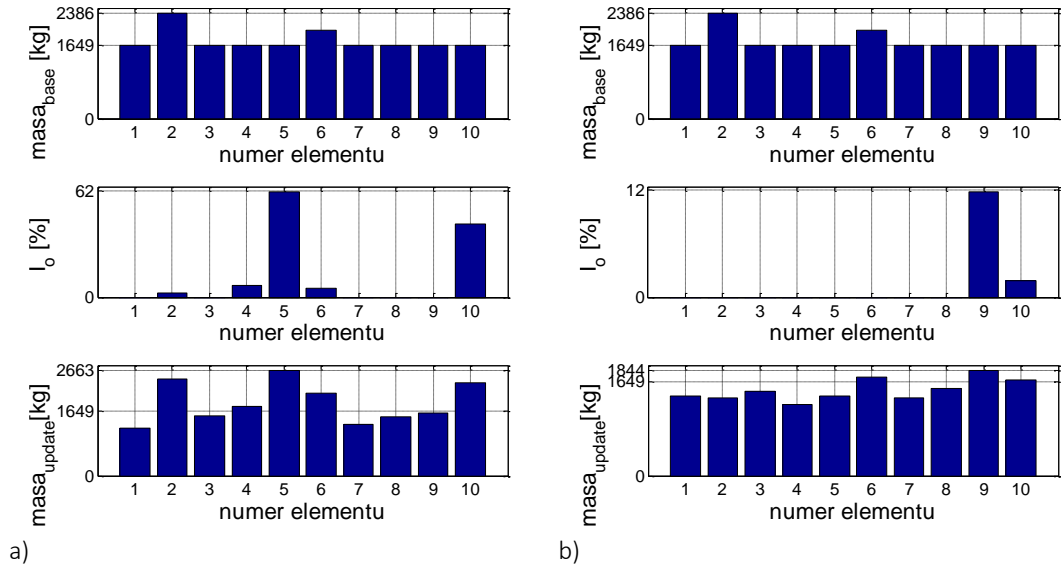 2386
1649
0
masa_base [kg]
1 2 3 4 5 6 7 8 9 10
numer elementu
62
0
I_o [%]
1 2 3 4 5 6 7 8 9 10
numer elementu
2663
1649
0
masa_update[kg]
1 2 3 4 5 6 7 8 9 10
numer elementu
a)
2386
1649
0
masa_base [kg]
1 2 3 4 5 6 7 8 9 10
numer elementu
12
0
I_o [%]
1 2 3 4 5 6 7 8 9 10
numer elementu
1844
1649
0
masa_update[kg]
1 2 3 4 5 6 7 8 9 10
numer elementu
b)